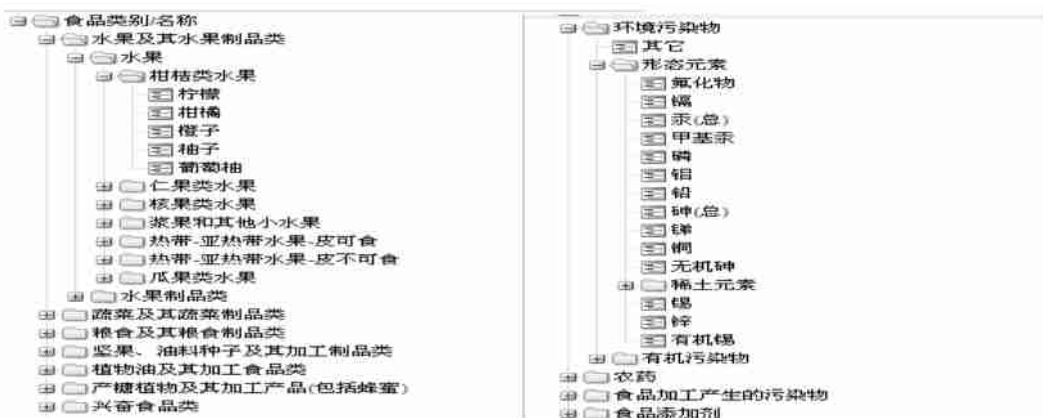 食品类别/名称
水果及其水果制品类
水果
柑桔类水果
柠檬
柑橘
橙子
柚子
葡萄柚
仁果类水果
核果类水果
浆果和其他小水果
热带-亚热带水果-皮可食
热带-亚热带水果-皮不可食
瓜果类水果
水果制品类
蔬菜及其蔬菜制品类
粮食及其粮食制品类
坚果、油料种子及其加工制品类
植物油及其加工食品类
产糖植物及其加工产品(包括蜂蜜)
兴奋食品类
环境污染物
其它
形态元素
氟化物
镉
汞(总)
甲基汞
磷
铝
铅
砷(总)
锑
铜
无机砷
稀土元素
锡
锌
有机锡
有机污染物
农药
食品加工产生的污染物
食品添加剂